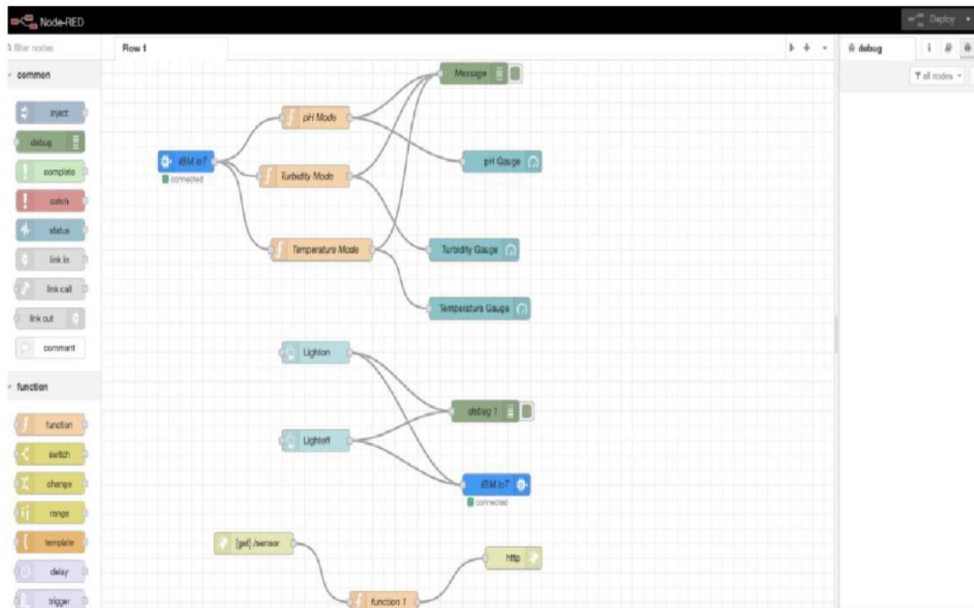 Node-RED
Deploy
filter nodes
Flow 1
debug
i
all nodes
common
inject
debug
complete
catch
status
link in
link call
link out
comment
function
function
switch
change
range
template
delay
trigger
Message
pH Mode
IBM IoT
connected
pH Gauge
Turbidity Mode
Temperature Mode
Turbidity Gauge
Temperature Gauge
Lighton
debug 1
Lightoff
IBM IoT
connected
[get] /sensor
http
function 1